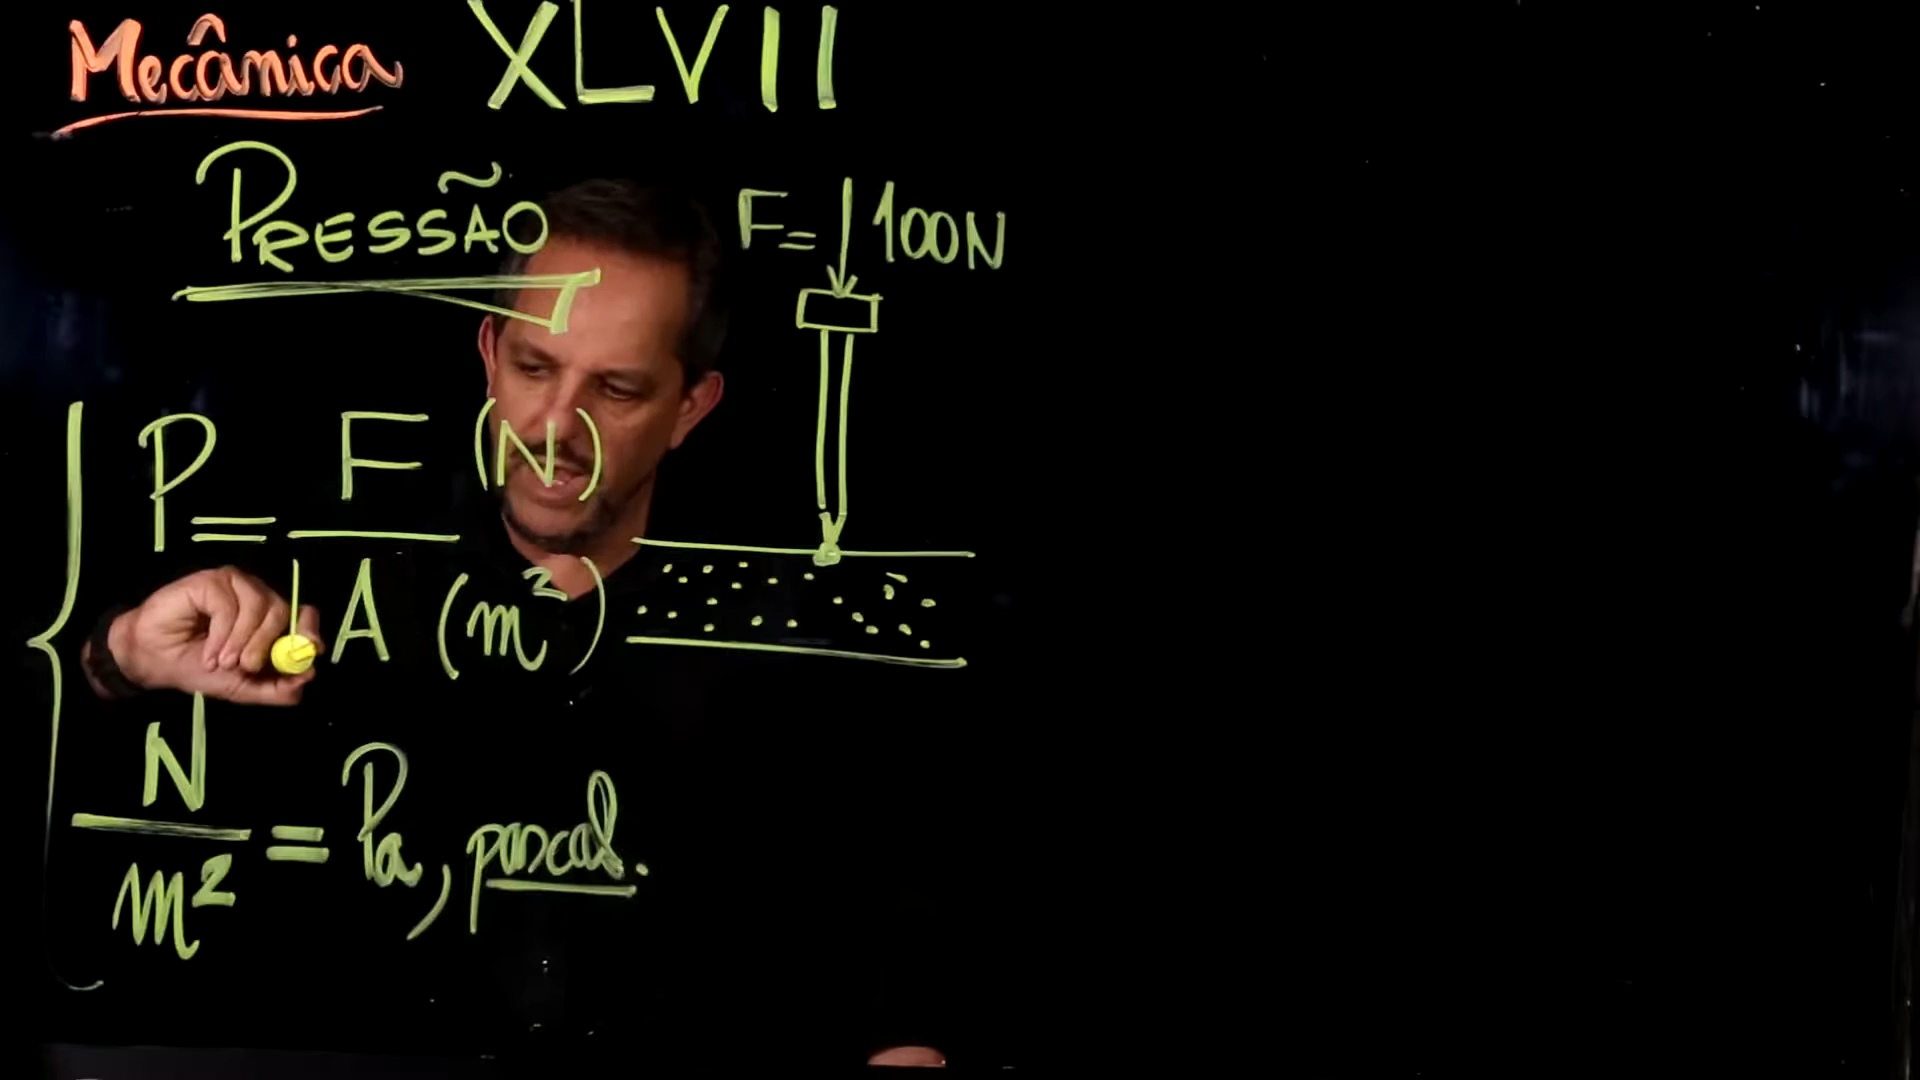 Mecânica XLVII
PRESSÃO
F= 100N
P= F (N)
A (m²)
N
m² = Pa, pascal.